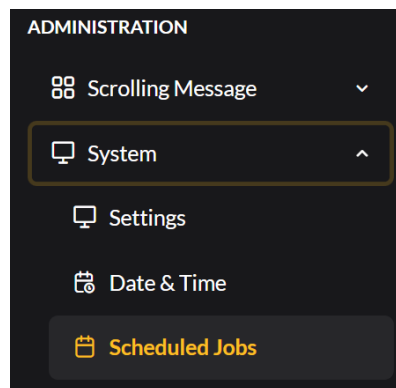 ADMINISTRATION
Scrolling Message
System
Settings
Date & Time
Scheduled Jobs